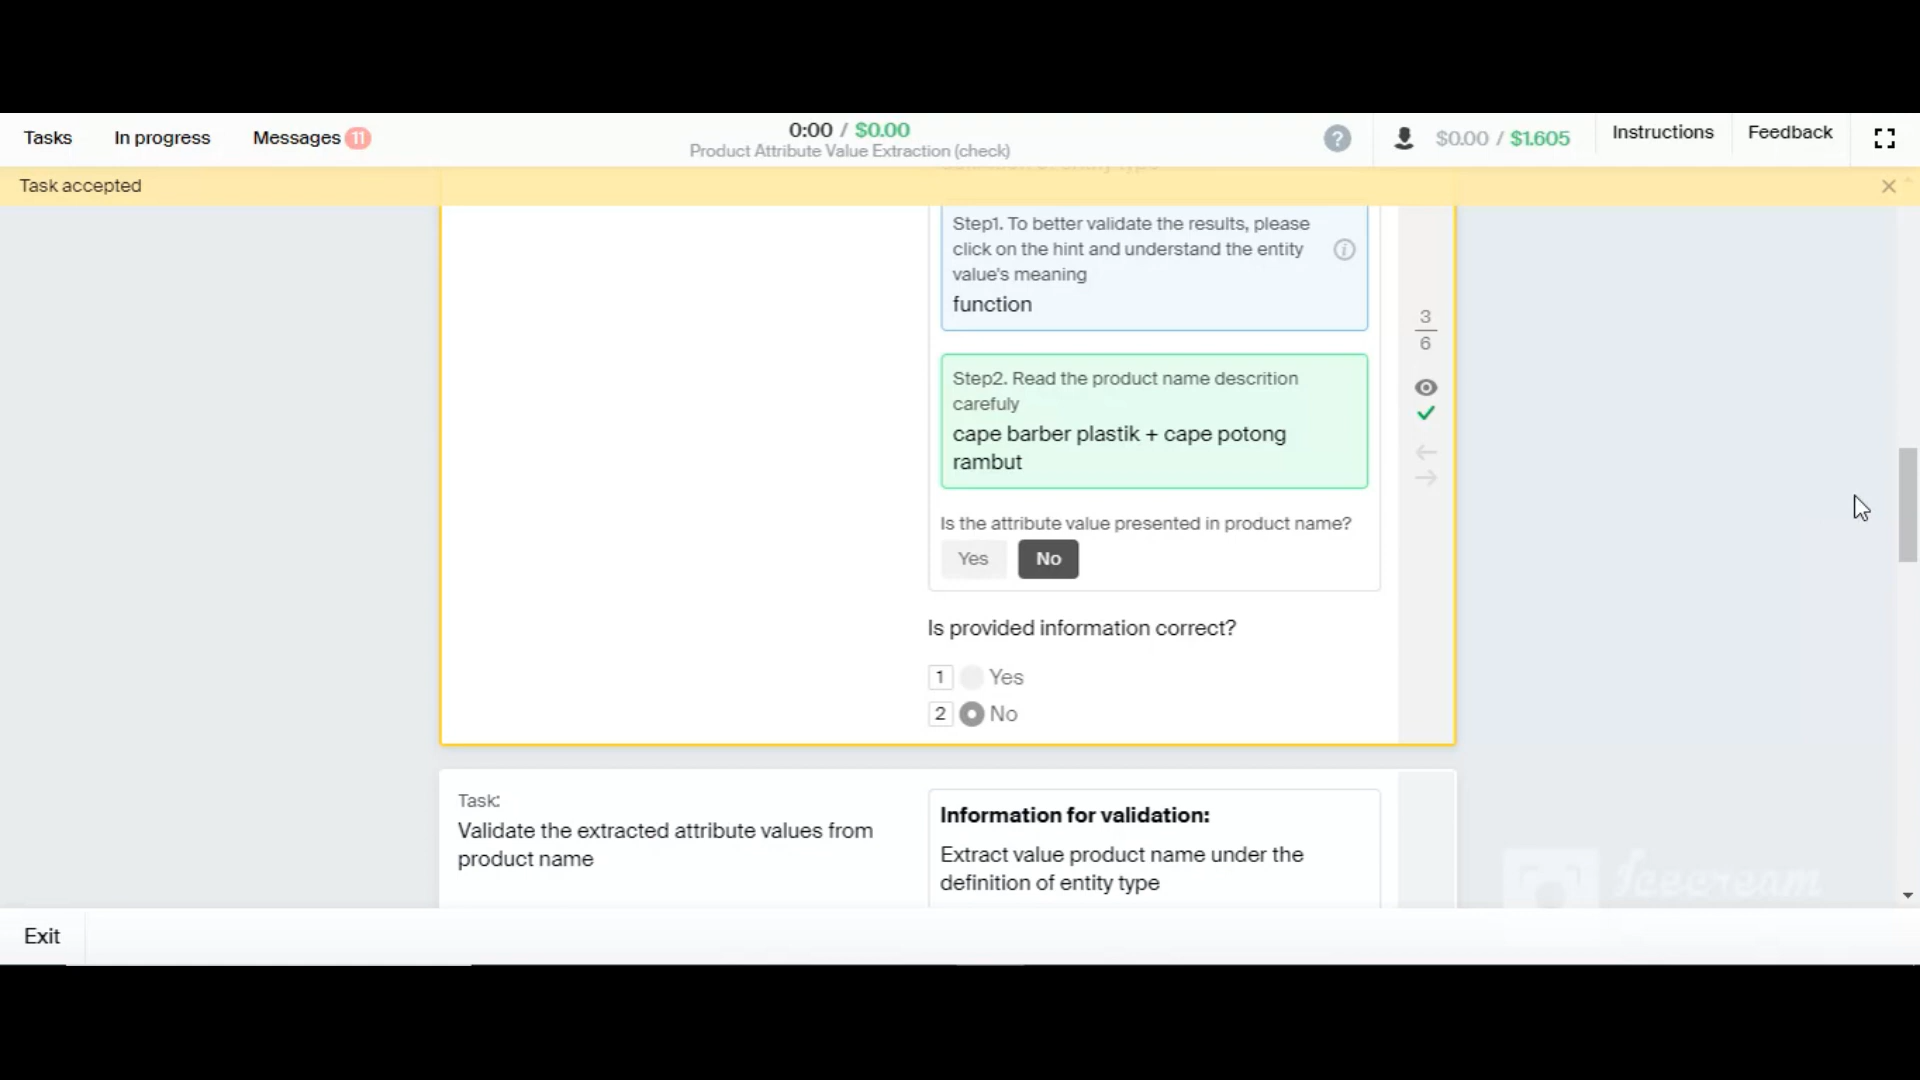 Tasks
In progress
Messages 11
0:00 / $0.00
Product Attribute Value Extraction (check)
?
$0.00 / $1.605
Instructions
Feedback
Task accepted
Step1. To better validate the results, please
click on the hint and understand the entity
value's meaning
function
3
6
Step2. Read the product name descrition
carefuly
cape barber plastik + cape potong
rambut
Is the attribute value presented in product name?
Yes No
Is provided information correct?
1 Yes
2 No
Task:
Validate the extracted attribute values from
product name
Information for validation:
Extract value product name under the
definition of entity type
Icecream
Exit